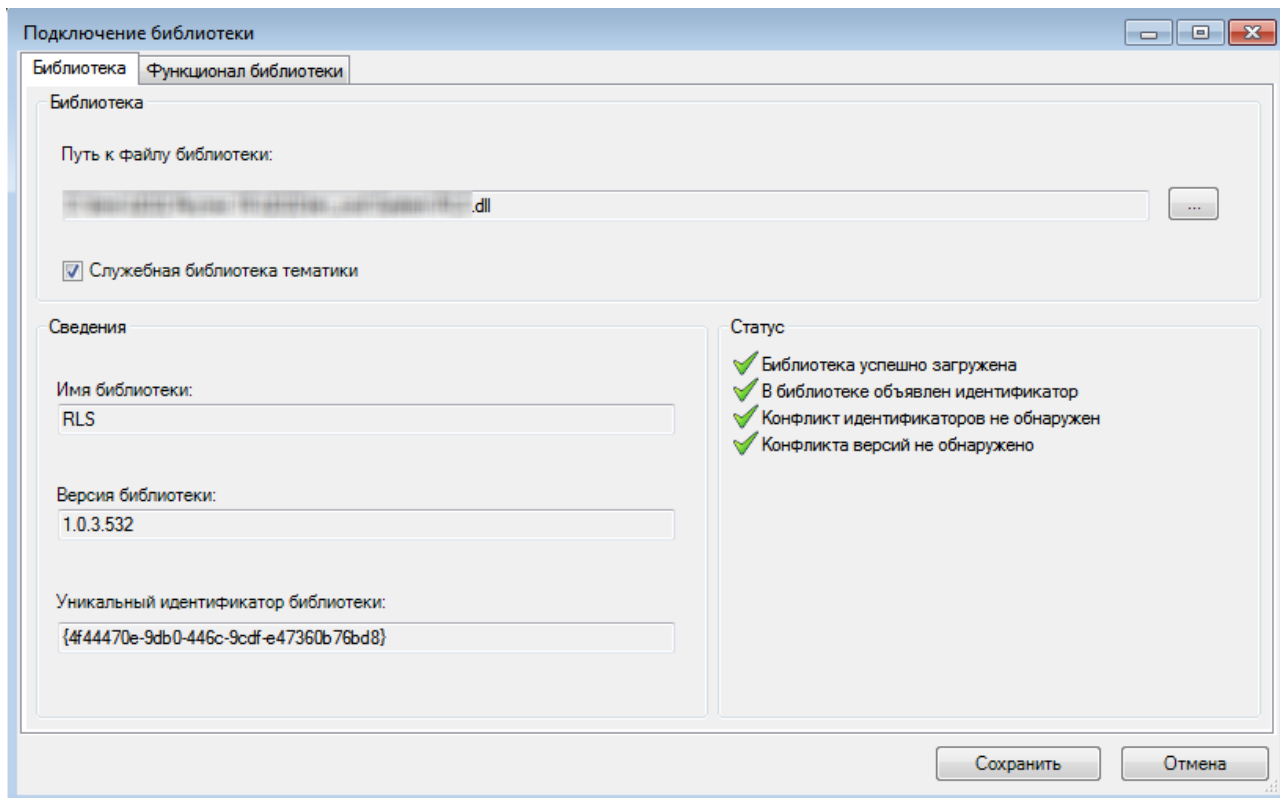 Подключение библиотеки
Библиотека
Функционал библиотеки
Библиотека
Путь к файлу библиотеки:
.dll
...
Служебная библиотека тематики
Сведения
Имя библиотеки:
RLS
Версия библиотеки:
1.0.3.532
Уникальный идентификатор библиотеки:
{4f44470e-9db0-446c-9cdf-e47360b76bd8}
Статус
Библиотека успешно загружена
В библиотеке объявлен идентификатор
Конфликт идентификаторов не обнаружен
Конфликта версий не обнаружено
Сохранить
Отмена